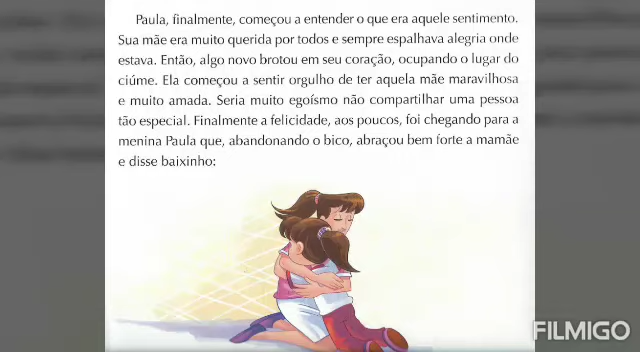 Paula, finalmente, começou a entender o que era aquele sentimento.
Sua mãe era muito querida por todos e sempre espalhava alegria onde
estava. Então, algo novo brotou em seu coração, ocupando o lugar do
ciúme. Ela começou a sentir orgulho de ter aquela mãe maravilhosa
e muito amada. Seria muito egoísmo não compartilhar uma pessoa
tão especial. Finalmente a felicidade, aos poucos, foi chegando para a
menina Paula que, abandonando o bico, abraçou bem forte a mamãe
e disse baixinho:
FILMIGO